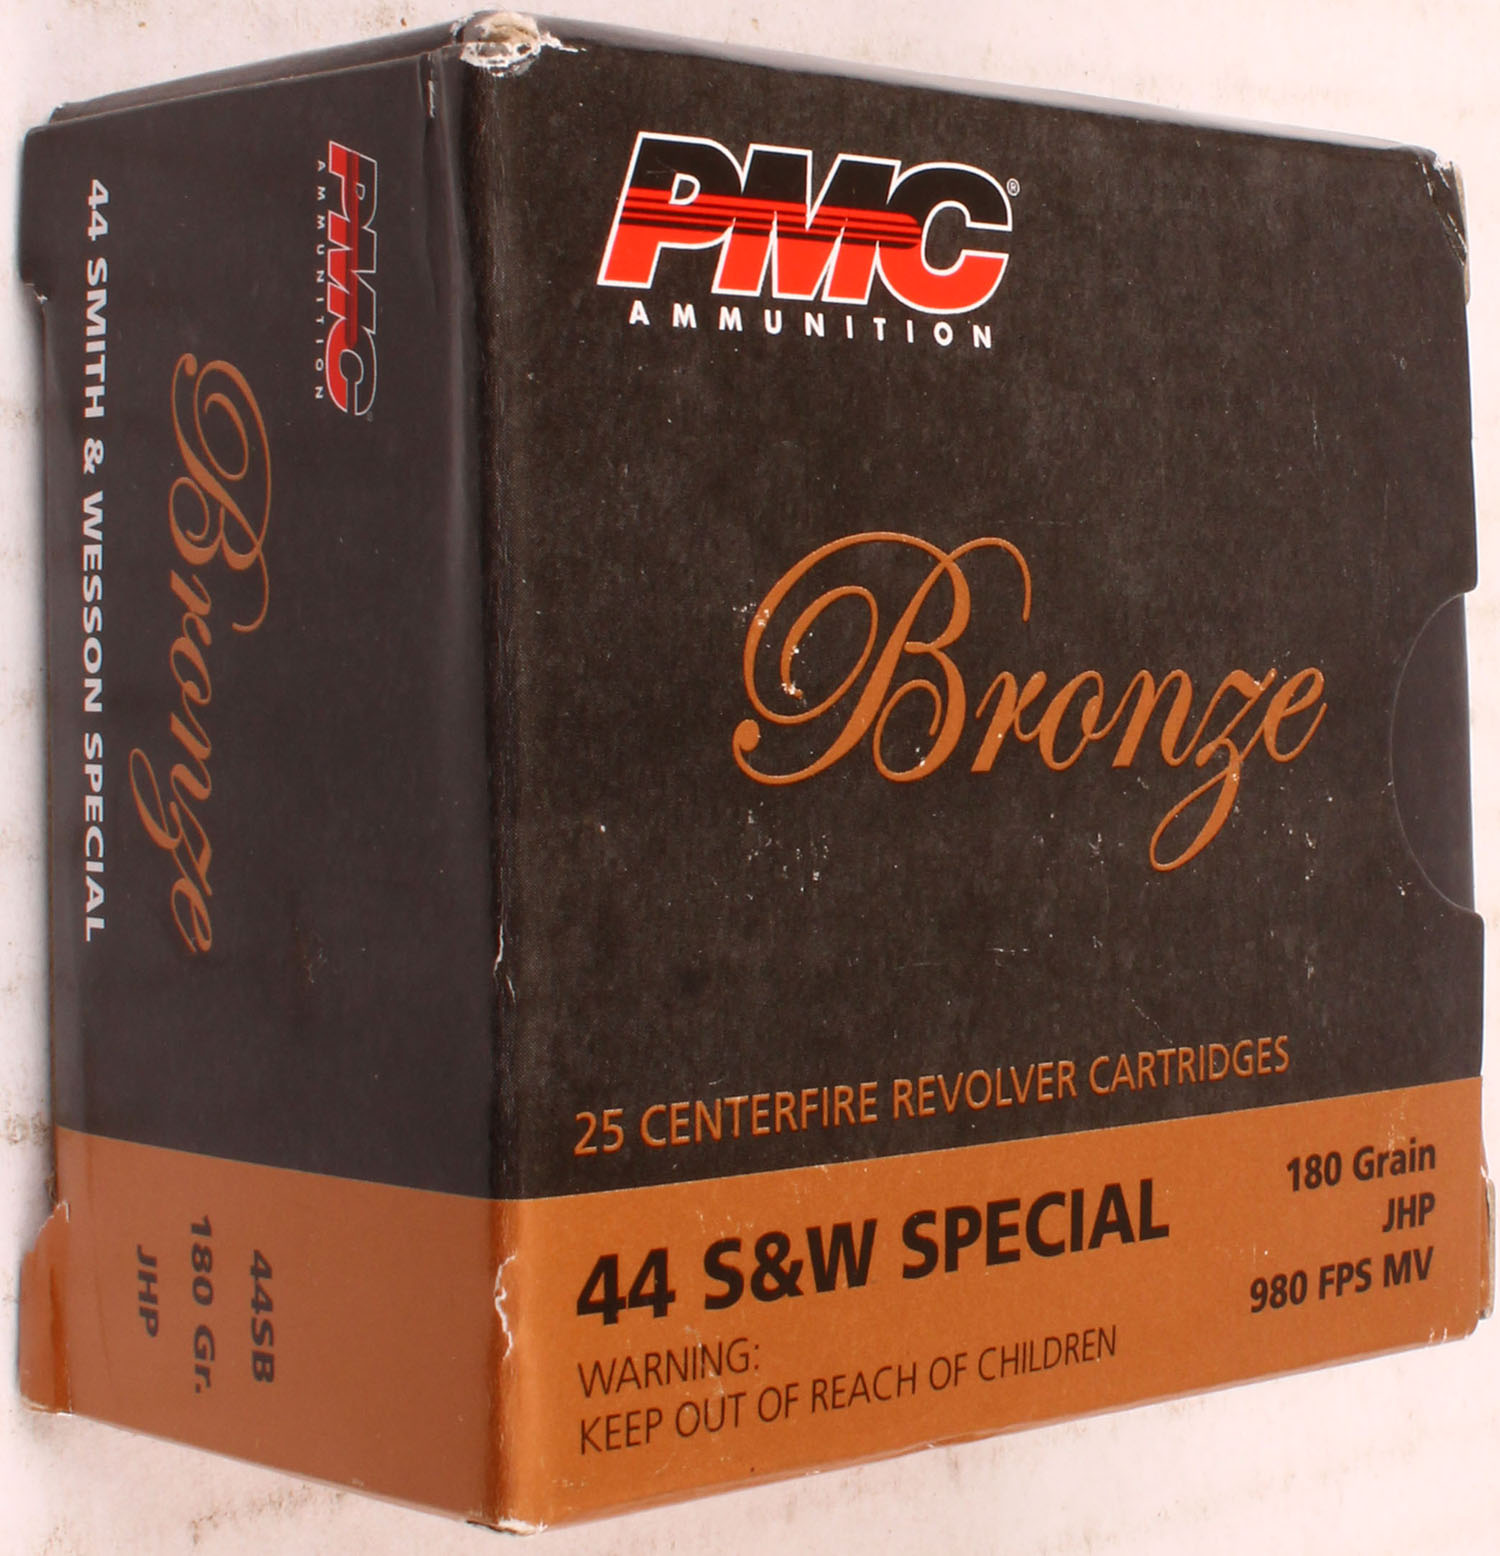 PMC®
AMMUNITION
Bronze
25 CENTERFIRE REVOLVER CARTRIDGES
44 S&W SPECIAL
180 Grain
JHP
980 FPS MV
WARNING:
KEEP OUT OF REACH OF CHILDREN
PMC
AMMUNITION
Bronze
44 SMITH & WESSON SPECIAL
44SB
180 Gr.
JHP